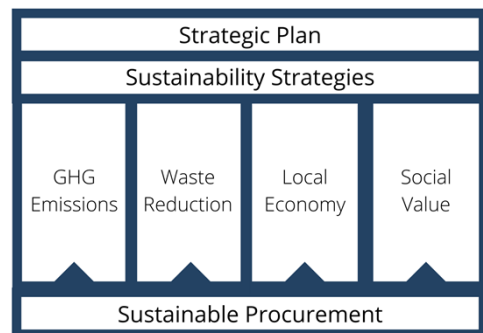 Strategic Plan
Sustainability Strategies
GHG
Emissions
Waste
Reduction
Local
Economy
Social
Value
Sustainable Procurement